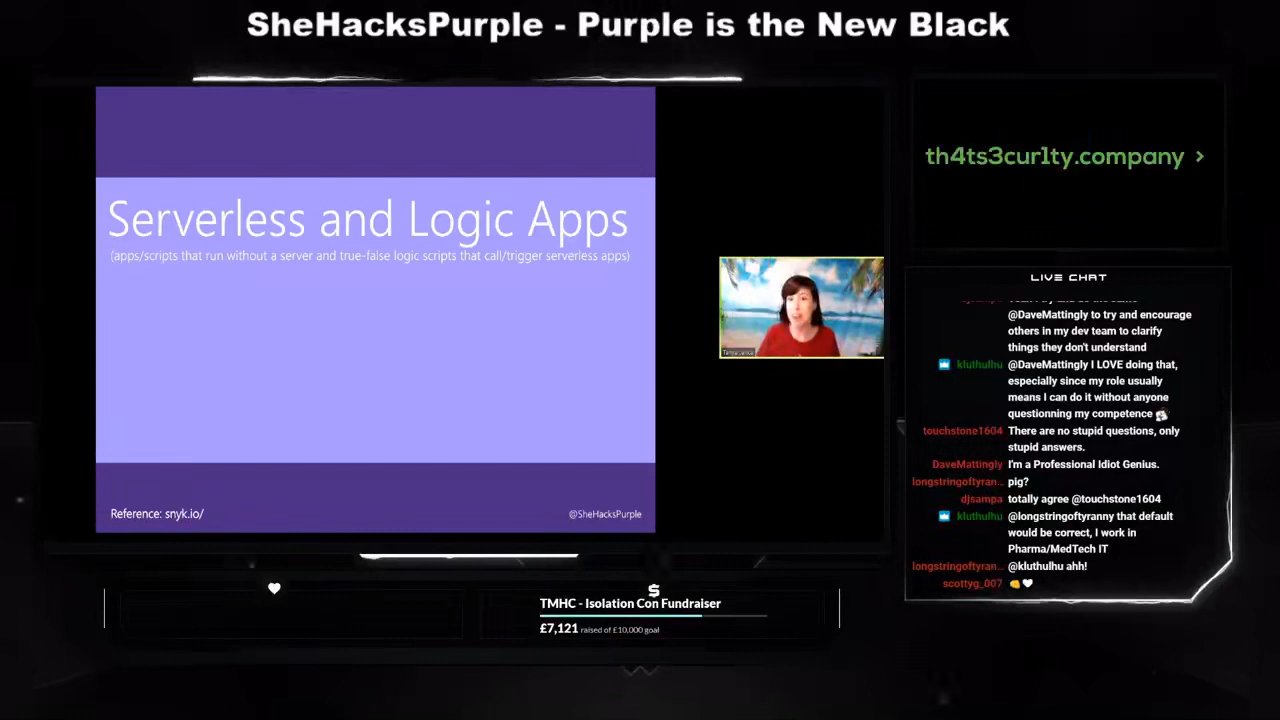 SheHacksPurple - Purple is the New Black
Serverless and Logic Apps
(apps/scripts that run without a server and true-false logic scripts that call/trigger serverless apps)
Reference: snyk.io/
@SheHacksPurple
Tanya Janca
th4ts3cur1ty.company >
LIVE CHAT
@DaveMattingly to try and encourage
others in my dev team to clarify
things they don't understand
kluthulhu @DaveMattingly I LOVE doing that,
especially since my role usually
means I can do it without anyone
questionning my competence
touchstone1604 There are no stupid questions, only
stupid answers.
DaveMattingly I'm a Professional Idiot Genius.
longstringoftyran... pig?
djsampa totally agree @touchstone1604
kluthulhu @longstringoftyranny that default
would be correct, I work in
Pharma/MedTech IT
longstringoftyran... @kluthulhu ahh!
scottyg_007 👊🤍
$
TMHC - Isolation Con Fundraiser
£7,121 raised of £10,000 goal